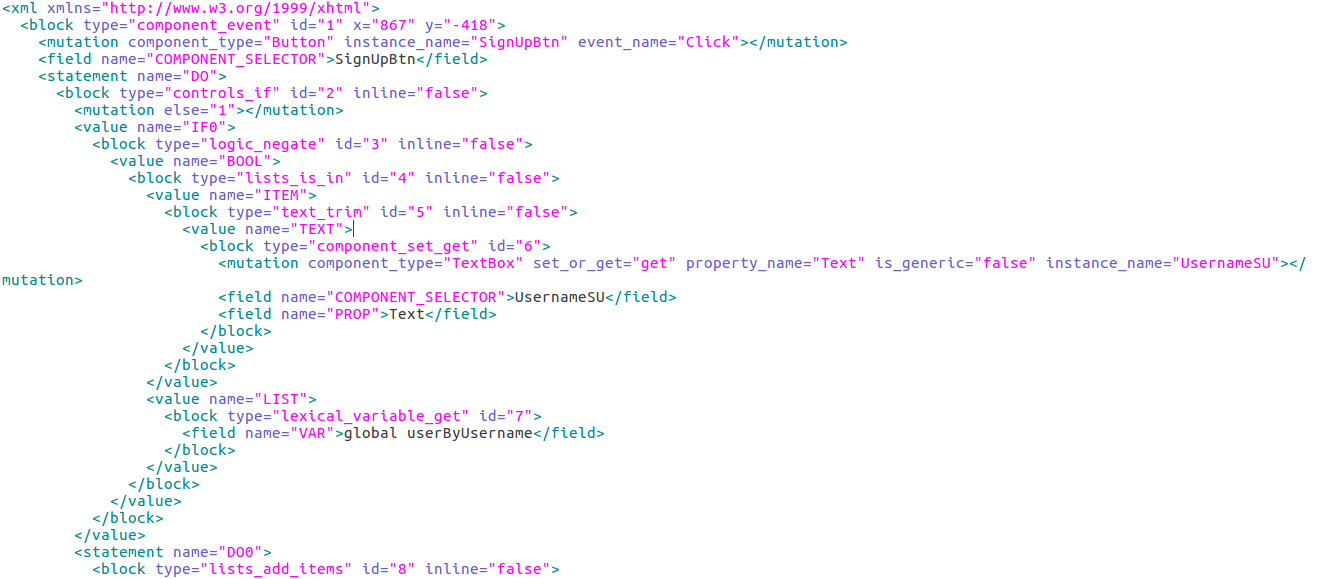 <xml xmlns="http://www.w3.org/1999/xhtml">
  <block type="component_event" id="1" x="867" y="-418">
    <mutation component_type="Button" instance_name="SignUpBtn" event_name="Click"></mutation>
    <field name="COMPONENT_SELECTOR">SignUpBtn</field>
    <statement name="DO">
      <block type="controls_if" id="2" inline="false">
        <mutation else="1"></mutation>
        <value name="IF0">
          <block type="logic_negate" id="3" inline="false">
            <value name="BOOL">
              <block type="lists_is_in" id="4" inline="false">
                <value name="ITEM">
                  <block type="text_trim" id="5" inline="false">
                    <value name="TEXT">
                      <block type="component_set_get" id="6">
                        <mutation component_type="TextBox" set_or_get="get" property_name="Text" is_generic="false" instance_name="UsernameSU"></
mutation>
                        <field name="COMPONENT_SELECTOR">UsernameSU</field>
                        <field name="PROP">Text</field>
                      </block>
                    </value>
                  </block>
                </value>
                <value name="LIST">
                  <block type="lexical_variable_get" id="7">
                    <field name="VAR">global userByUsername</field>
                  </block>
                </value>
              </block>
            </value>
          </block>
        </value>
        <statement name="DO0">
          <block type="lists_add_items" id="8" inline="false">